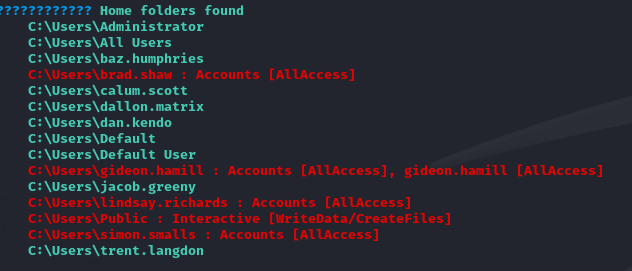 ???????????? Home folders found
C:\Users\Administrator
C:\Users\All Users
C:\Users\baz.humphries
C:\Users\brad.shaw : Accounts [AllAccess]
C:\Users\calum.scott
C:\Users\dallon.matrix
C:\Users\dan.kendo
C:\Users\Default
C:\Users\Default User
C:\Users\gideon.hamill : Accounts [AllAccess], gideon.hamill [AllAccess]
C:\Users\jacob.greeny
C:\Users\lindsay.richards : Accounts [AllAccess]
C:\Users\Public : Interactive [WriteData/CreateFiles]
C:\Users\simon.smalls : Accounts [AllAccess]
C:\Users\trent.langdon